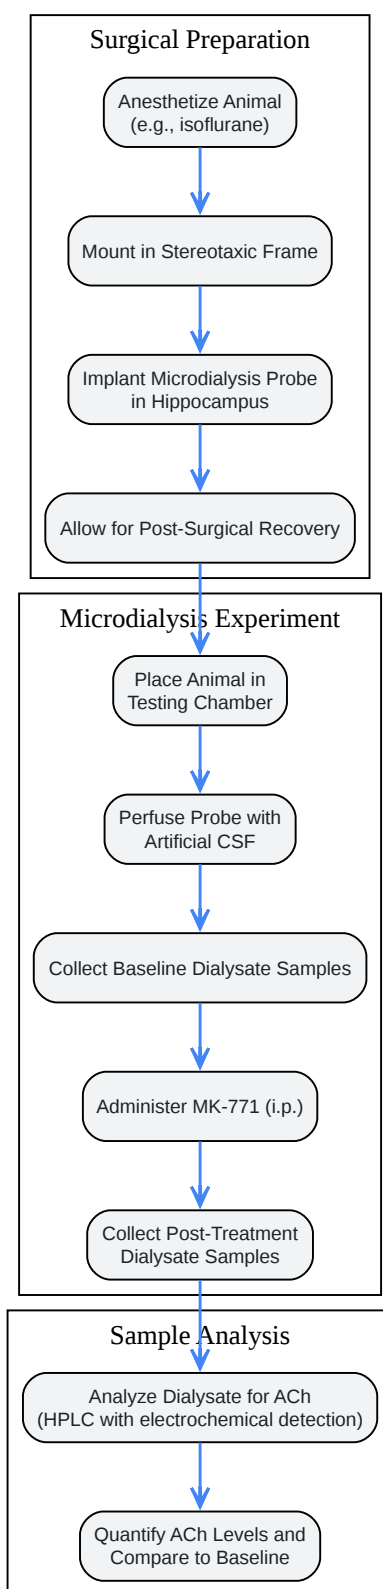 Surgical Preparation
Anesthetize Animal
(e.g., isoflurane)
Mount in Stereotaxic Frame
Implant Microdialysis Probe
in Hippocampus
Allow for Post-Surgical Recovery
Microdialysis Experiment
Place Animal in
Testing Chamber
Perfuse Probe with
Artificial CSF
Collect Baseline Dialysate Samples
Administer MK-771 (i.p.)
Collect Post-Treatment
Dialysate Samples
Sample Analysis
Analyze Dialysate for ACh
(HPLC with electrochemical detection)
Quantify ACh Levels and
Compare to Baseline